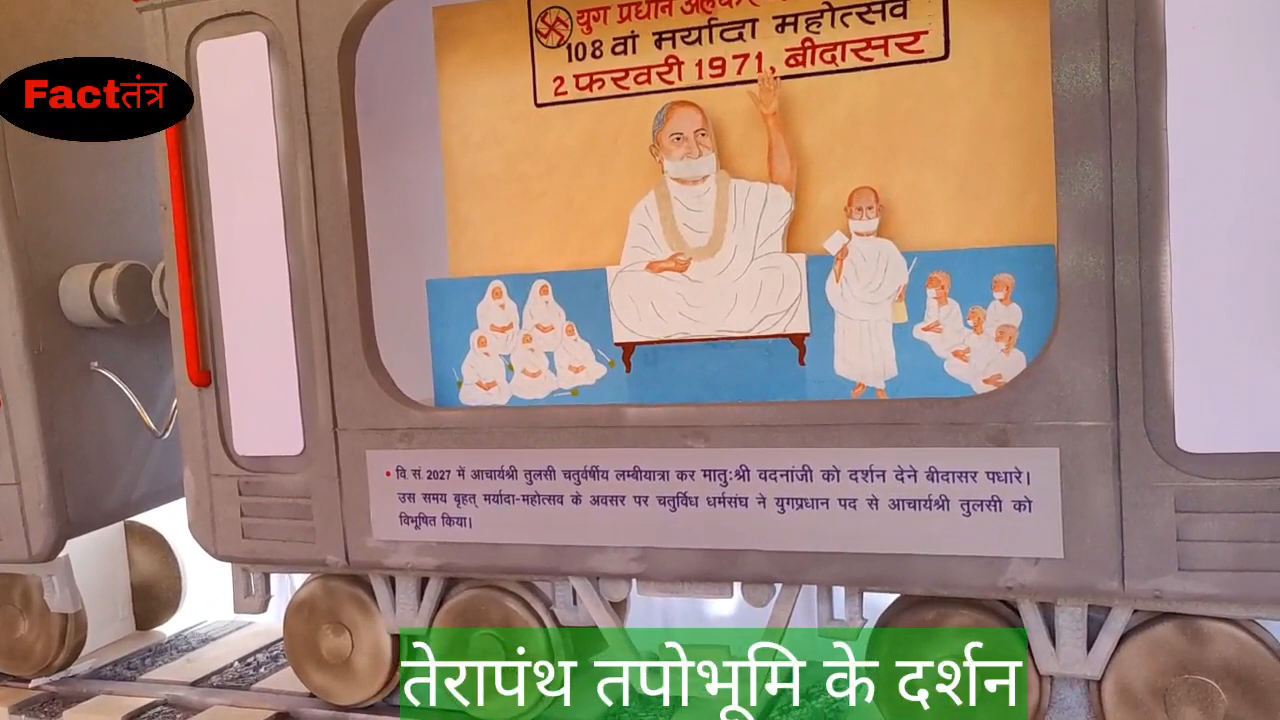 युग प्रधान
108 वां मर्यादा महोत्सव
2 फरवरी 1971, बीदासर
Factतंत्र
• वि. सं. 2027 में आचार्यश्री तुलसी चतुर्वर्षीय लम्बीयात्रा कर मातु:श्री वदनांजी को दर्शन देने बीदासर पधारे।
उस समय बृहत् मर्यादा-महोत्सव के अवसर पर चतुर्विध धर्मसंघ ने युगप्रधान पद से आचार्यश्री तुलसी को
विभूषित किया।
तेरापंथ तपोभूमि के दर्शन